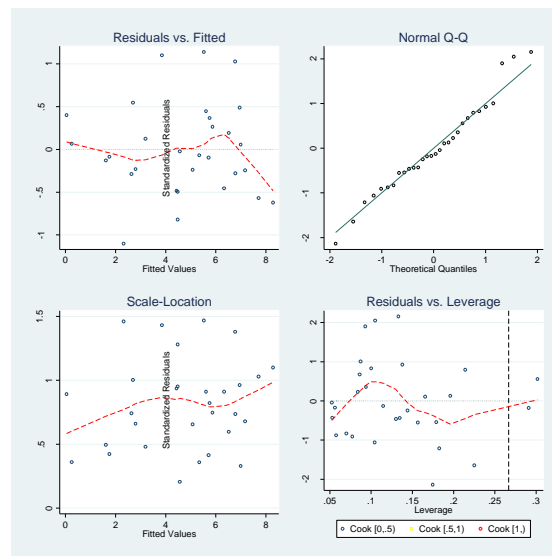 Residuals vs. Fitted
1
.5
0
-.5
-1
Standardized Residuals
0 2 4 6 8
Fitted Values
Normal Q-Q
2
1
0
-1
-2
-2 -1 0 1 2
Theoretical Quantiles
Scale-Location
1.5
1
.5
0
Standardized Residuals
0 2 4 6 8
Fitted Values
Residuals vs. Leverage
2
1
0
-1
-2
.05 .1 .15 .2 .25 .3
Leverage
Cook [0,.5) Cook [.5,1) Cook [1,)